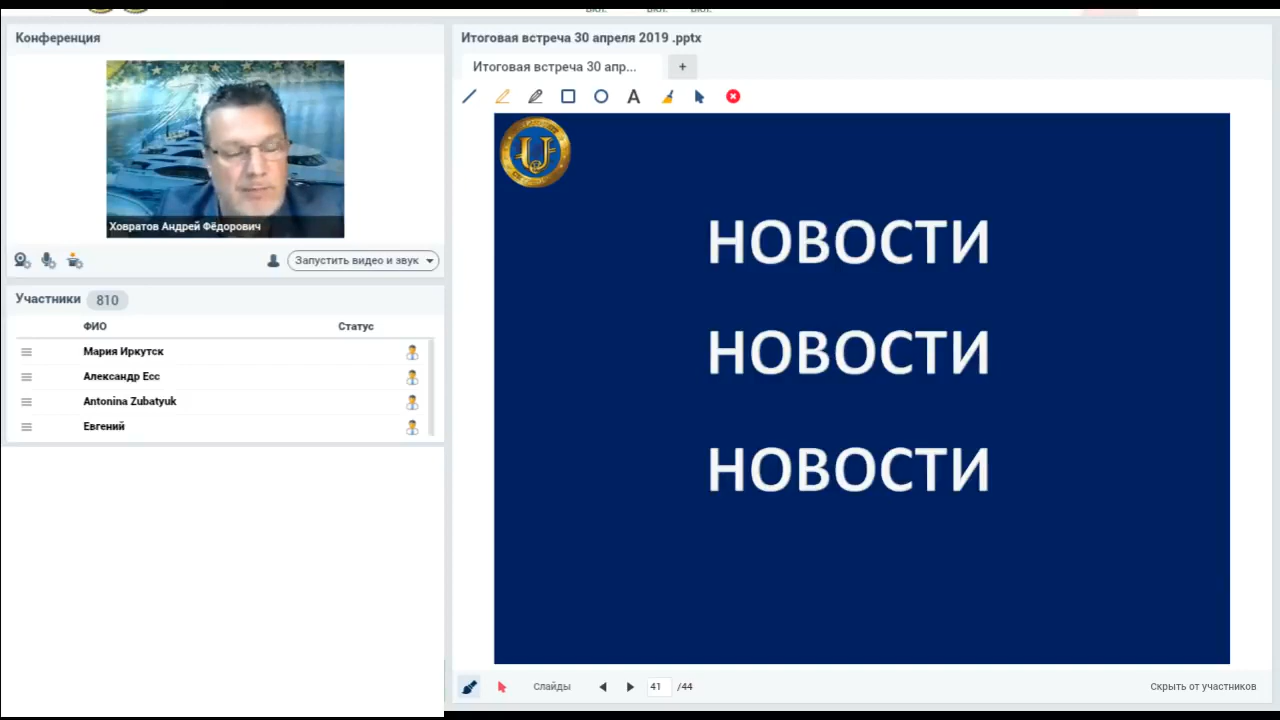 Конференция
Ховратов Андрей Фёдорович
Запустить видео и звук
Участники 810
ФИО Статус
Мария Иркутск
Александр Есс
Antonina Zubatyuk
Евгений
Итоговая встреча 30 апреля 2019 .pptx
Итоговая встреча 30 апр... +
A
НОВОСТИ
НОВОСТИ
НОВОСТИ
Слайды 41 /44 Скрыть от участников